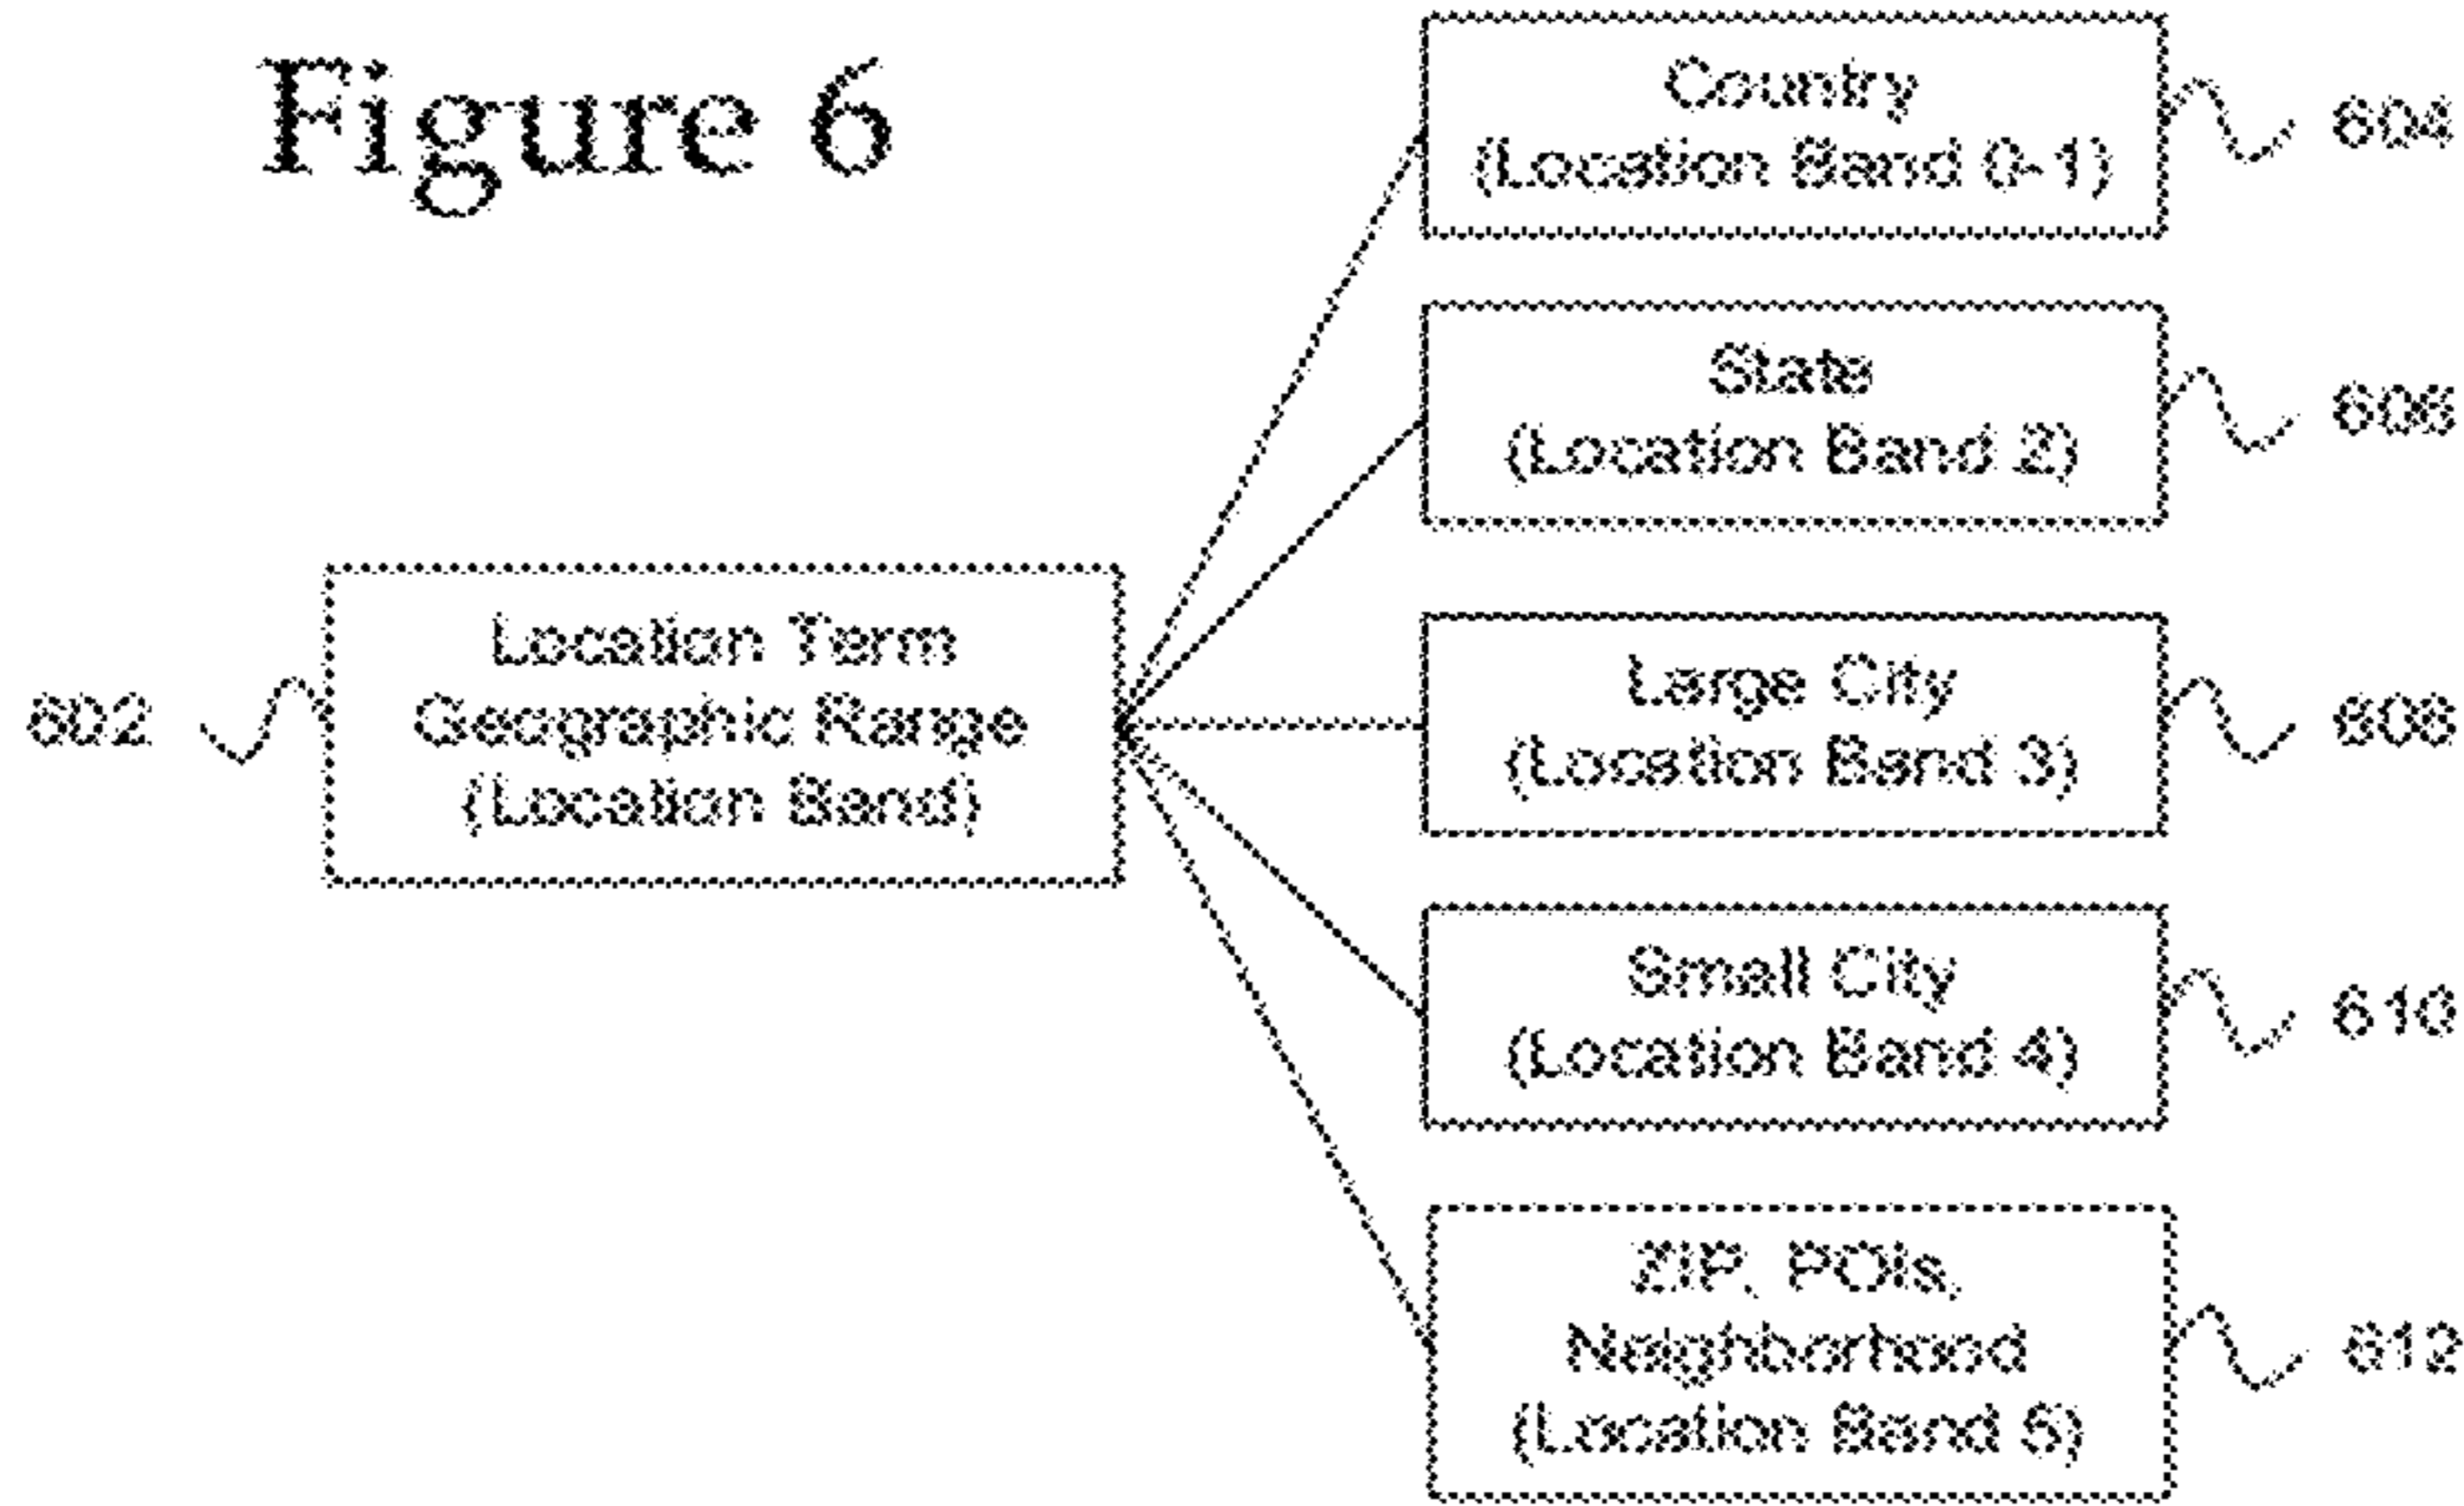 Figure 6
602
Location Term
Geographic Range
(Location Band)
Country
(Location Band 0-1)
604
State
(Location Band 2)
606
Large City
(Location Band 3)
608
Small City
(Location Band 4)
610
ZIP, POIs,
Neighborhood
(Location Band 5)
612